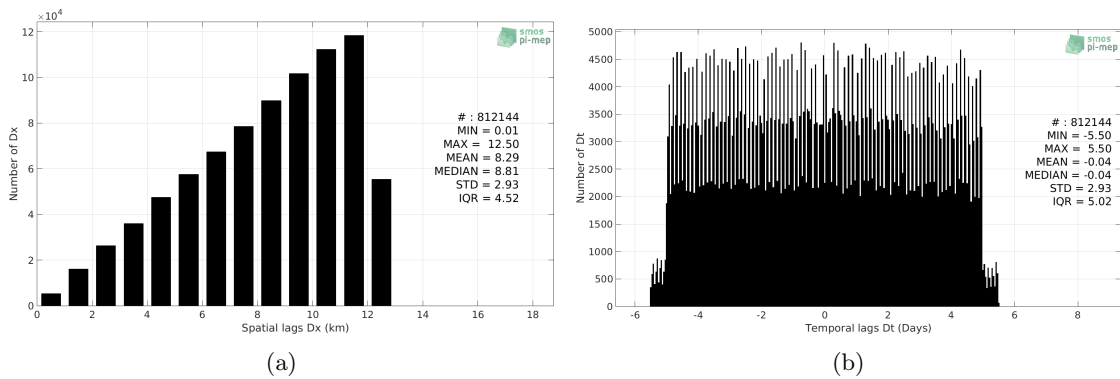 ×10⁴
12
10
8
6
4
2
0
Number of Dx
0 2 4 6 8 10 12 14 16 18
Spatial lags Dx (km)
smos
pi-mep
# : 812144
MIN = 0.01
MAX = 12.50
MEAN = 8.29
MEDIAN = 8.81
STD = 2.93
IQR = 4.52
(a)
5000
4500
4000
3500
3000
2500
2000
1500
1000
500
0
Number of Dt
-6 -4 -2 0 2 4 6 8
Temporal lags Dt (Days)
smos
pi-mep
# : 812144
MIN = -5.50
MAX = 5.50
MEAN = -0.04
MEDIAN = -0.04
STD = 2.93
IQR = 5.02
(b)